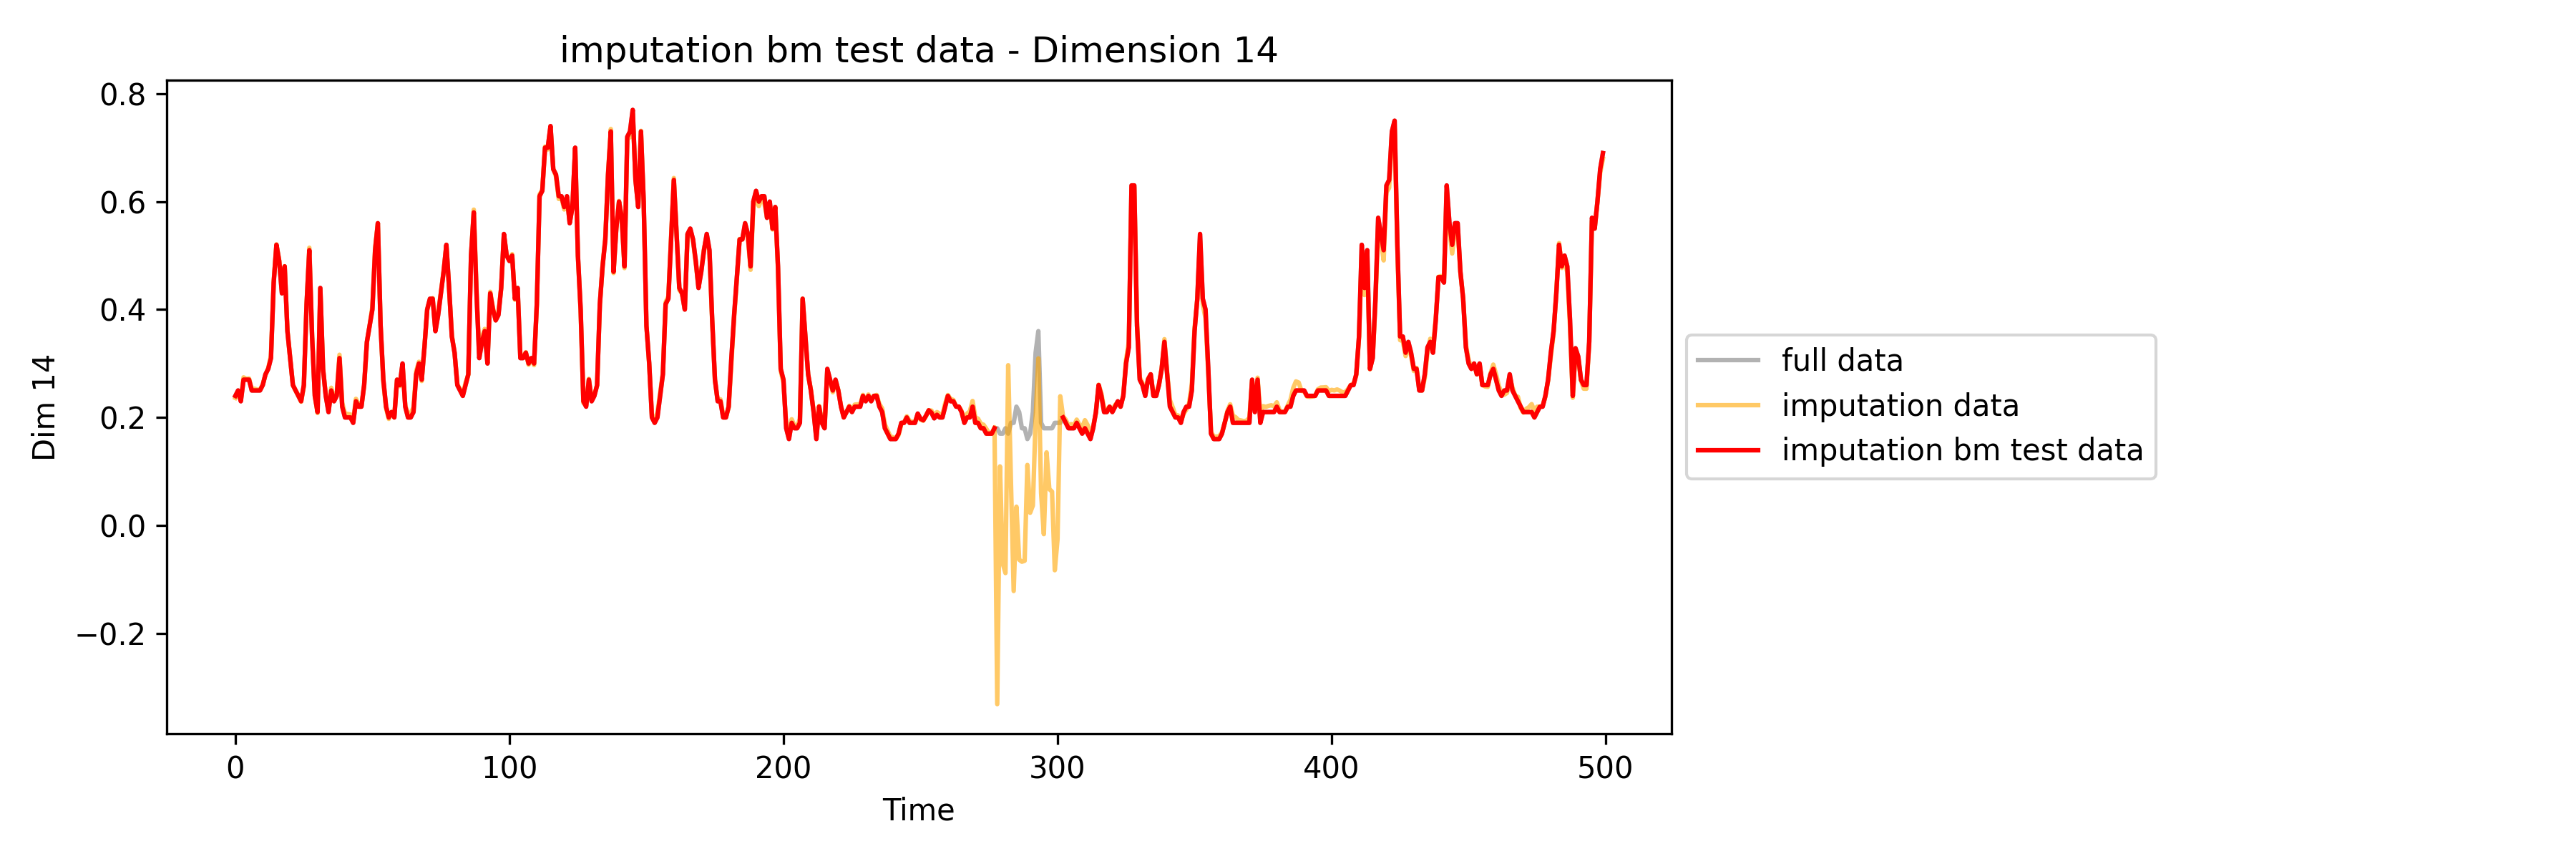 imputation bm test data - Dimension 14
0.8
0.6
0.4
0.2
0.0
−0.2
Dim 14
0 100 200 300 400 500
Time
full data
imputation data
imputation bm test data